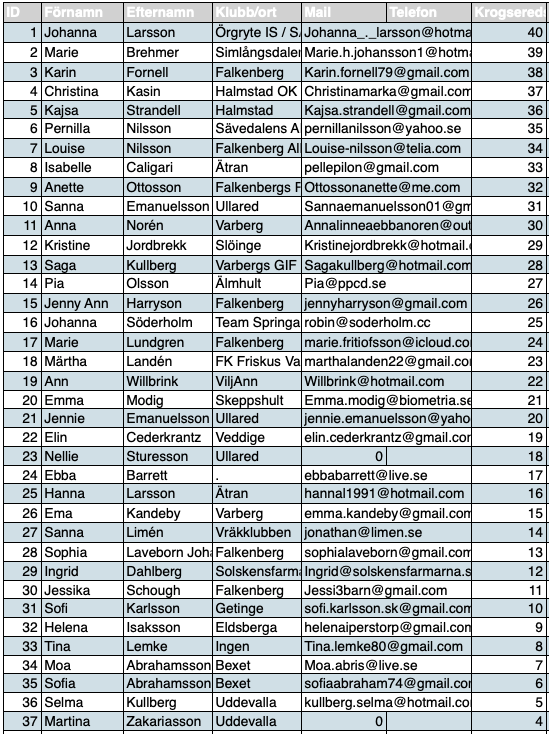 ID Förnamn Efternamn Klubb/ort Mail Telefon Krogsered
1 Johanna Larsson Örgryte IS / S Johanna_._larsson@hotma 40
2 Marie Brehmer Simlångsdalen Marie.h.johansson1@hotma 39
3 Karin Fornell Falkenberg Karin.fornell79@gmail.com 38
4 Christina Kasin Halmstad OK Christinamarka@gmail.com 37
5 Kajsa Strandell Halmstad Kajsa.strandell@gmail.com 36
6 Pernilla Nilsson Sävedalens A pernillanilsson@yahoo.se 35
7 Louise Nilsson Falkenberg Al Louise-nilsson@telia.com 34
8 Isabelle Caligari Ätran pellepilon@gmail.com 33
9 Anette Ottosson Falkenbergs F Ottossonanette@me.com 32
10 Sanna Emanuelsson Ullared Sannaemanuelsson01@gm 31
11 Anna Norén Varberg Annalinneaebbanoren@out 30
12 Kristine Jordbrekk Slöinge Kristinejordbrekk@hotmail. 29
13 Saga Kullberg Varbergs GIF Sagakullberg@hotmail.com 28
14 Pia Olsson Älmhult Pia@ppcd.se 27
15 Jenny Ann Harryson Falkenberg jennyharryson@gmail.com 26
16 Johanna Söderholm Team Springa robin@soderholm.cc 25
17 Marie Lundgren Falkenberg marie.fritiofsson@icloud.co 24
18 Märtha Landén FK Friskus Va marthalanden22@gmail.co 23
19 Ann Willbrink ViljAnn Willbrink@hotmail.com 22
20 Emma Modig Skeppshult Emma.modig@biometria.se 21
21 Jennie Emanuelsson Ullared jennie.emanuelsson@yaho 20
22 Elin Cederkrantz Veddige elin.cederkrantz@gmail.co 19
23 Nellie Sturesson Ullared 0 18
24 Ebba Barrett . ebbabarrett@live.se 17
25 Hanna Larsson Ätran hannal1991@hotmail.com 16
26 Ema Kandeby Varberg emma.kandeby@gmail.com 15
27 Sanna Limén Vräkklubben jonathan@limen.se 14
28 Sophia Laveborn Joha Falkenberg sophialaveborn@gmail.com 13
29 Ingrid Dahlberg Solskensfarma Ingrid@solskensfarmarna.s 12
30 Jessika Schough Falkenberg Jessi3barn@gmail.com 11
31 Sofi Karlsson Getinge sofi.karlsson.sk@gmail.com 10
32 Helena Isaksson Eldsberga helenaiperstorp@gmail.com 9
33 Tina Lemke Ingen Tina.lemke80@gmail.com 8
34 Moa Abrahamsson Bexet Moa.abris@live.se 7
35 Sofia Abrahamsson Bexet sofiaabraham74@gmail.com 6
36 Selma Kullberg Uddevalla kullberg.selma@hotmail.co 5
37 Martina Zakariasson Uddevalla 0 4